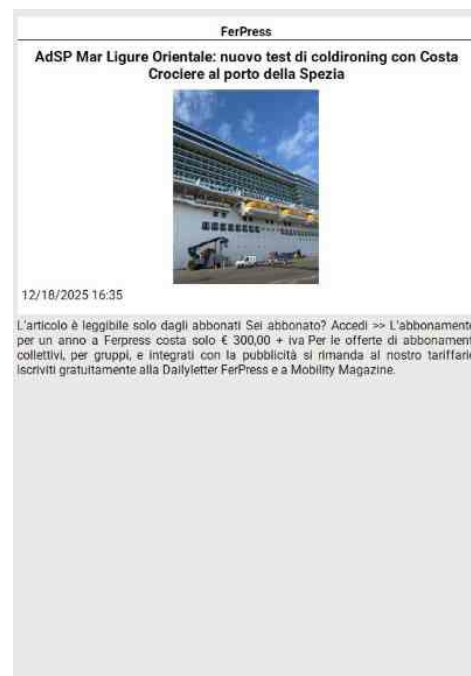 FerPress
AdSP Mar Ligure Orientale: nuovo test di coldironing con Costa
Crociere al porto della Spezia
12/18/2025 16:35
L'articolo è leggibile solo dagli abbonati Sei abbonato? Accedi >> L'abbonamento
per un anno a Ferpress costa solo € 300,00 + iva Per le offerte di abbonament
collettivi, per gruppi, e integrati con la pubblicità si rimanda al nostro tariffario
Iscriviti gratuitamente alla Dailyletter FerPress e a Mobility Magazine.